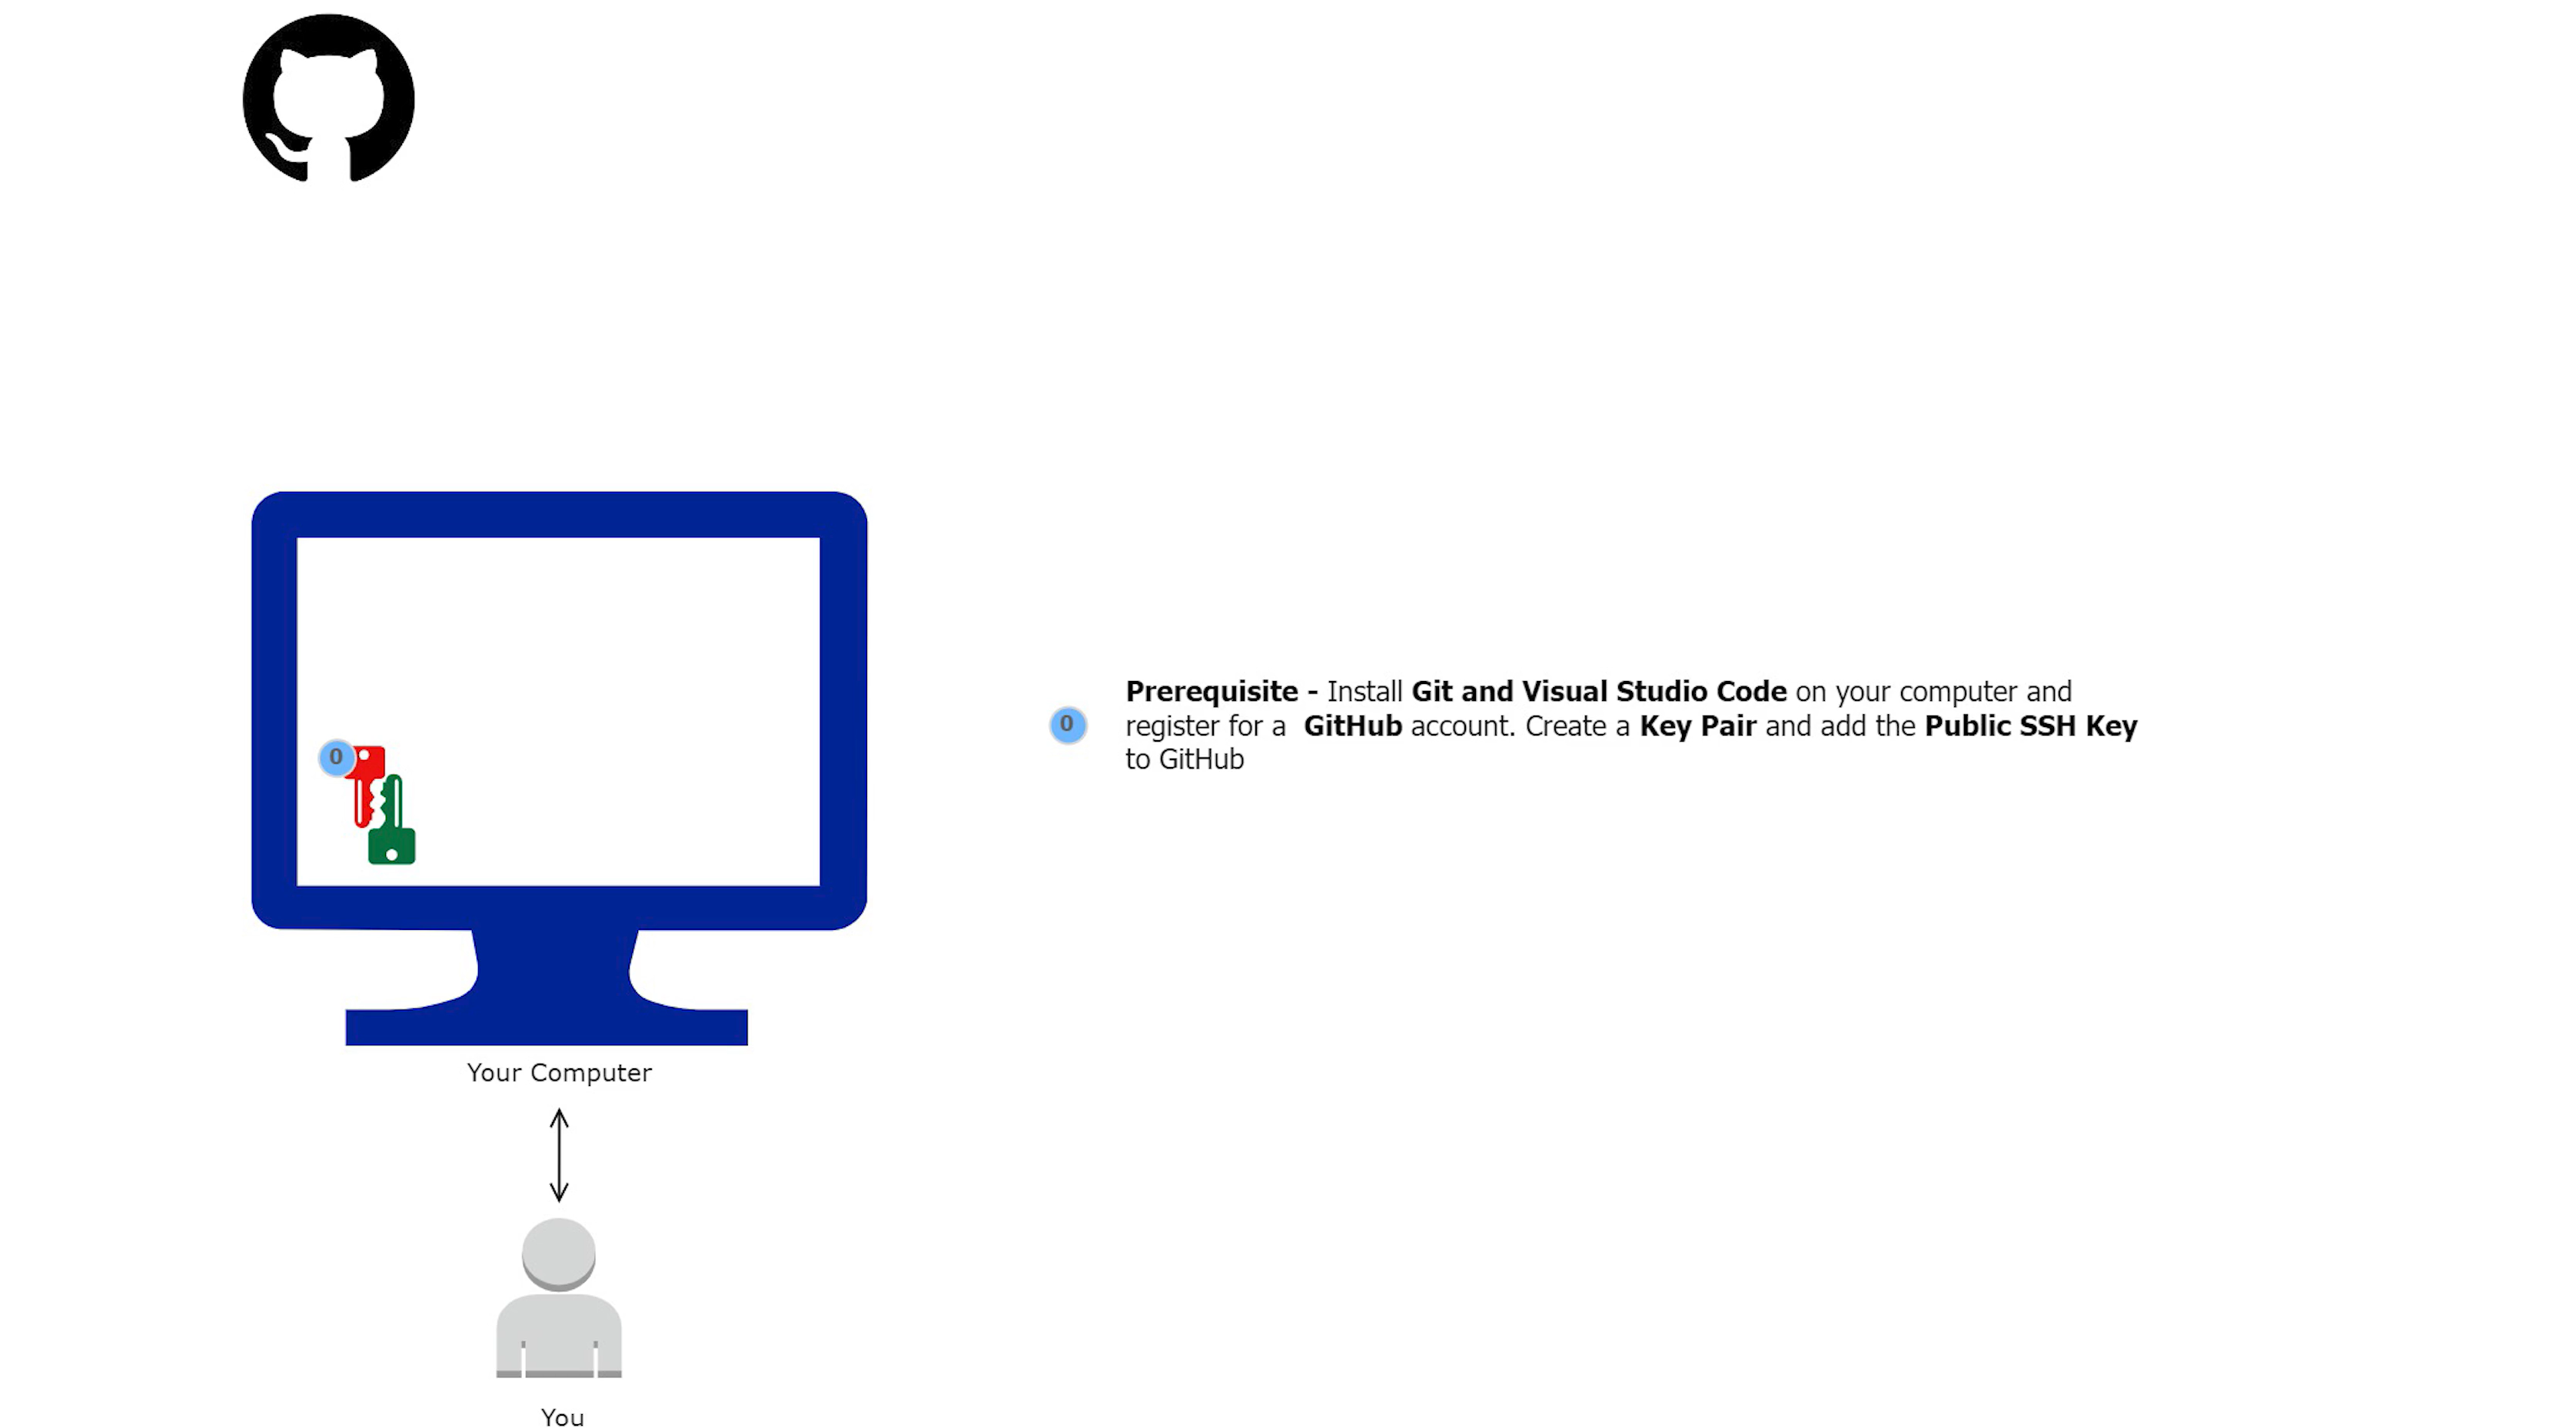 0
Prerequisite - Install Git and Visual Studio Code on your computer and
register for a  GitHub account. Create a Key Pair and add the Public SSH Key
to GitHub
0
Your Computer
You